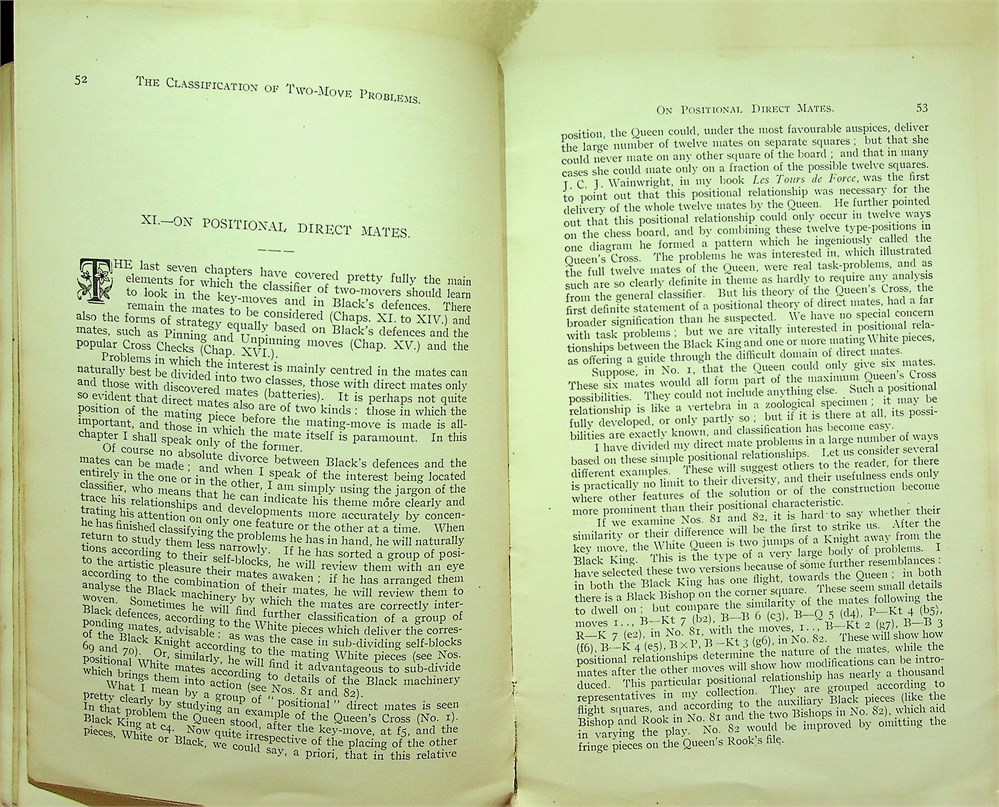 52
THE CLASSIFICATION OF TWO-MOVE PROBLEMS.
XI.—ON POSITIONAL DIRECT MATES.
THE last seven chapters have covered pretty fully the main
elements for which the classifier of two-movers should learn
to look in the key-moves and in Black's defences. There
remain the mates to be considered (Chaps. XI. to XIV.) and
also the forms of strategy equally based on Black's defences and the
mates, such as Pinning and Unpinning moves (Chap. XV.) and the
popular Cross Checks (Chap. XVI.).
Problems in which the interest is mainly centred in the mates can
naturally best be divided into two classes, those with direct mates only
and those with discovered mates (batteries). It is perhaps not quite
so evident that direct mates also are of two kinds: those in which the
position of the mating piece before the mating-move is made is all-
important, and those in which the mate itself is paramount. In this
chapter I shall speak only of the former.
Of course no absolute divorce between Black's defences and the
mates can be made; and when I speak of the interest being located
entirely in the one or in the other, I am simply using the jargon of the
classifier, who means that he can indicate his theme more clearly and
trace his relationships and developments more accurately by concen-
trating his attention on only one feature or the other at a time. When
he has finished classifying the problems he has in hand, he will naturally
return to study them less narrowly. If he has sorted a group of posi-
tions according to their self-blocks, he will review them with an eye
to the artistic pleasure their mates awaken; if he has arranged them
according to the combination of their mates, he will review them to
analyse the Black machinery by which the mates are correctly inter-
woven. Sometimes he will find further classification of a group of
Black defences, according to the White pieces which deliver the corres-
ponding mates, advisable: as was the case in sub-dividing self-blocks
of the Black Knight according to the mating White pieces (see Nos.
69 and 70). Or, similarly, he will find it advantageous to sub-divide
positional White mates according to details of the Black machinery
which brings them into action (see Nos. 81 and 82).
What I mean by a group of "positional" direct mates is seen
pretty clearly by studying an example of the Queen's Cross (No. 1).
In that problem the Queen stood, after the key-move, at f5, and the
Black King at c4. Now quite irrespective of the placing of the other
pieces, White or Black, we could say, a priori, that in this relative
ON POSITIONAL DIRECT MATES.
53
position, the Queen could, under the most favourable auspices, deliver
the large number of twelve mates on separate squares; but that she
could never mate on any other square of the board; and that in many
cases she could mate only on a fraction of the possible twelve squares.
J. C. J. Wainwright, in my book Les Tours de Force, was the first
to point out that this positional relationship was necessary for the
delivery of the whole twelve mates by the Queen. He further pointed
out that this positional relationship could only occur in twelve ways
on the chess board, and by combining these twelve type-positions in
one diagram he formed a pattern which he ingeniously called the
Queen's Cross. The problems he was interested in, which illustrated
the full twelve mates of the Queen, were real task-problems, and as
such are so clearly definite in theme as hardly to require any analysis
from the general classifier. But his theory of the Queen's Cross, the
first definite statement of a positional theory of direct mates, had a far
broader signification than he suspected. We have no special concern
with task problems; but we are vitally interested in positional rela-
tionships between the Black King and one or more mating White pieces,
as offering a guide through the difficult domain of direct mates.
Suppose, in No. 1, that the Queen could only give six mates.
These six mates would all form part of the maximum Queen's Cross
possibilities. They could not include anything else. Such a positional
relationship is like a vertebra in a zoological specimen; it may be
fully developed, or only partly so; but if it is there at all, its possi-
bilities are exactly known, and classification has become easy.
I have divided my direct mate problems in a large number of ways
based on these simple positional relationships. Let us consider several
different examples. These will suggest others to the reader, for there
is practically no limit to their diversity, and their usefulness ends only
where other features of the solution or of the construction become
more prominent than their positional characteristic.
If we examine Nos. 81 and 82, it is hard to say whether their
similarity or their difference will be the first to strike us. After the
key move, the White Queen is two jumps of a Knight away from the
Black King. This is the type of a very large body of problems. I
have selected these two versions because of some further resemblances:
in both the Black King has one flight, towards the Queen; in both
there is a Black Bishop on the corner square. These seem small details
to dwell on; but compare the similarity of the mates following the
moves 1.., B—Kt 7 (b2), B—B 6 (c3), B—Q 5 (d4), P—Kt 4 (b5),
R—K 7 (e2), in No. 81, with the moves, 1.., B—Kt 2 (g7), B—B 3
(f6), B—K 4 (e5), B×P, B—Kt 3 (g6), in No. 82. These will show how
positional relationships determine the nature of the mates, while the
mates after the other moves will show how modifications can be intro-
duced. This particular positional relationship has nearly a thousand
representatives in my collection. They are grouped according to
flight squares, and according to the auxiliary Black pieces (like the
Bishop and Rook in No. 81 and the two Bishops in No. 82), which aid
in varying the play. No. 82 would be improved by omitting the
fringe pieces on the Queen's Rook's file.